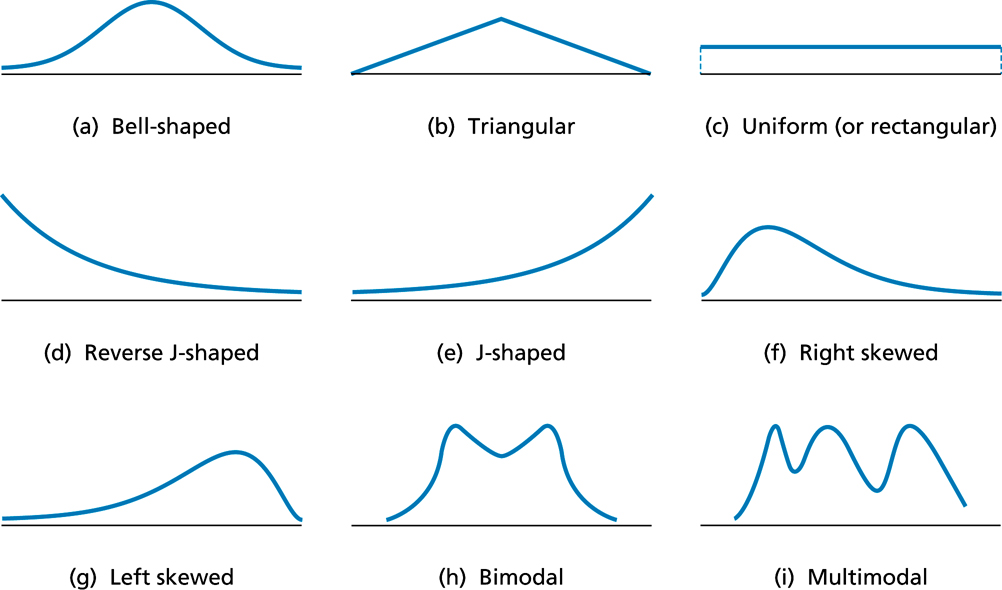 (a) Bell-shaped
(b) Triangular
(c) Uniform (or rectangular)
(d) Reverse J-shaped
(e) J-shaped
(f) Right skewed
(g) Left skewed
(h) Bimodal
(i) Multimodal